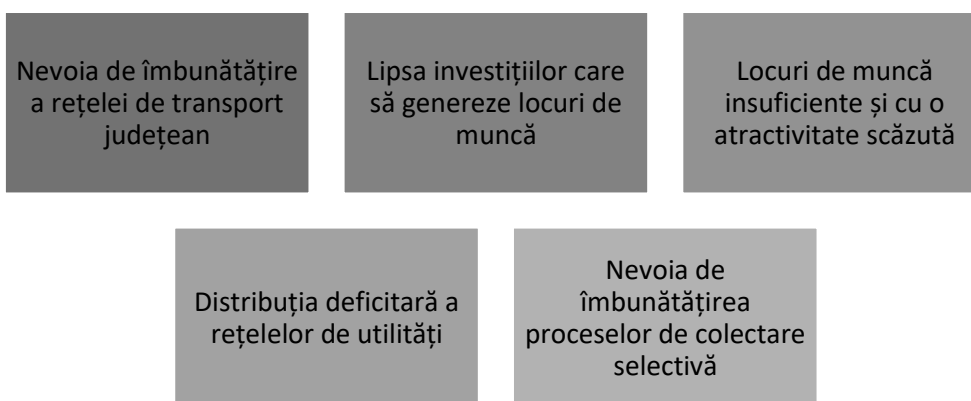 Nevoia de îmbunătățire
a rețelei de transport
județean
Lipsa investițiilor care
să genereze locuri de
muncă
Locuri de muncă
insuficiente și cu o
atractivitate scăzută
Distribuția deficitară a
rețelelor de utilități
Nevoia de
îmbunătățirea
proceselor de colectare
selectivă